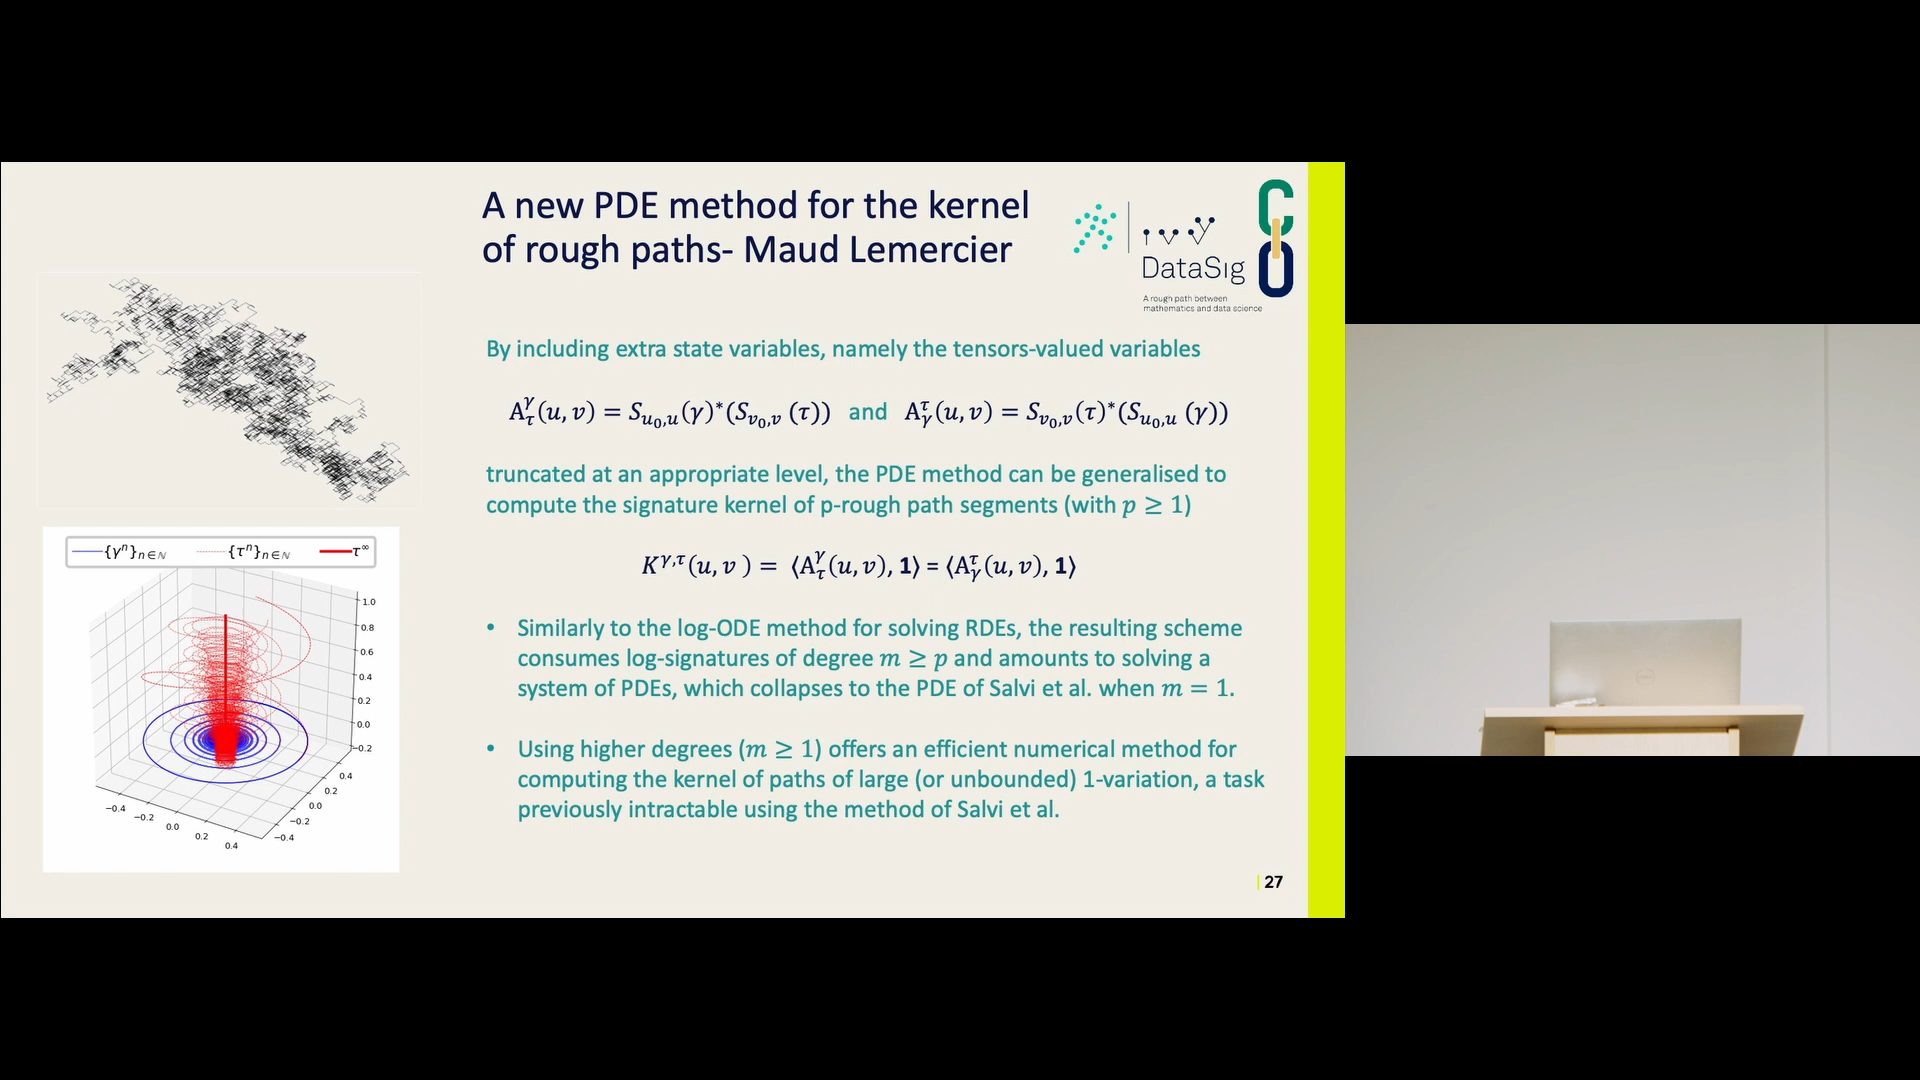 A new PDE method for the kernel
of rough paths- Maud Lemercier
DataSig
A rough path between
mathematics and data science
By including extra state variables, namely the tensors-valued variables
A^γ_τ(u, v) = S_{u₀,u}(γ)*(S_{v₀,v} (τ)) and A^τ_γ(u, v) = S_{v₀,v}(τ)*(S_{u₀,u} (γ))
truncated at an appropriate level, the PDE method can be generalised to
compute the signature kernel of p-rough path segments (with p ≥ 1)
K^{γ,τ}(u, v ) = ⟨A^γ_τ(u, v), 1⟩ = ⟨A^τ_γ(u, v), 1⟩
• Similarly to the log-ODE method for solving RDEs, the resulting scheme
consumes log-signatures of degree m ≥ p and amounts to solving a
system of PDEs, which collapses to the PDE of Salvi et al. when m = 1.
• Using higher degrees (m ≥ 1) offers an efficient numerical method for
computing the kernel of paths of large (or unbounded) 1-variation, a task
previously intractable using the method of Salvi et al.
{γⁿ}_{n∈ℕ} {τⁿ}_{n∈ℕ} τ^∞
1.0
0.8
0.6
0.4
0.2
0.0
−0.2
−0.4
−0.2
0.0
0.2
0.4
0.4
0.2
0.0
−0.2
−0.4
27